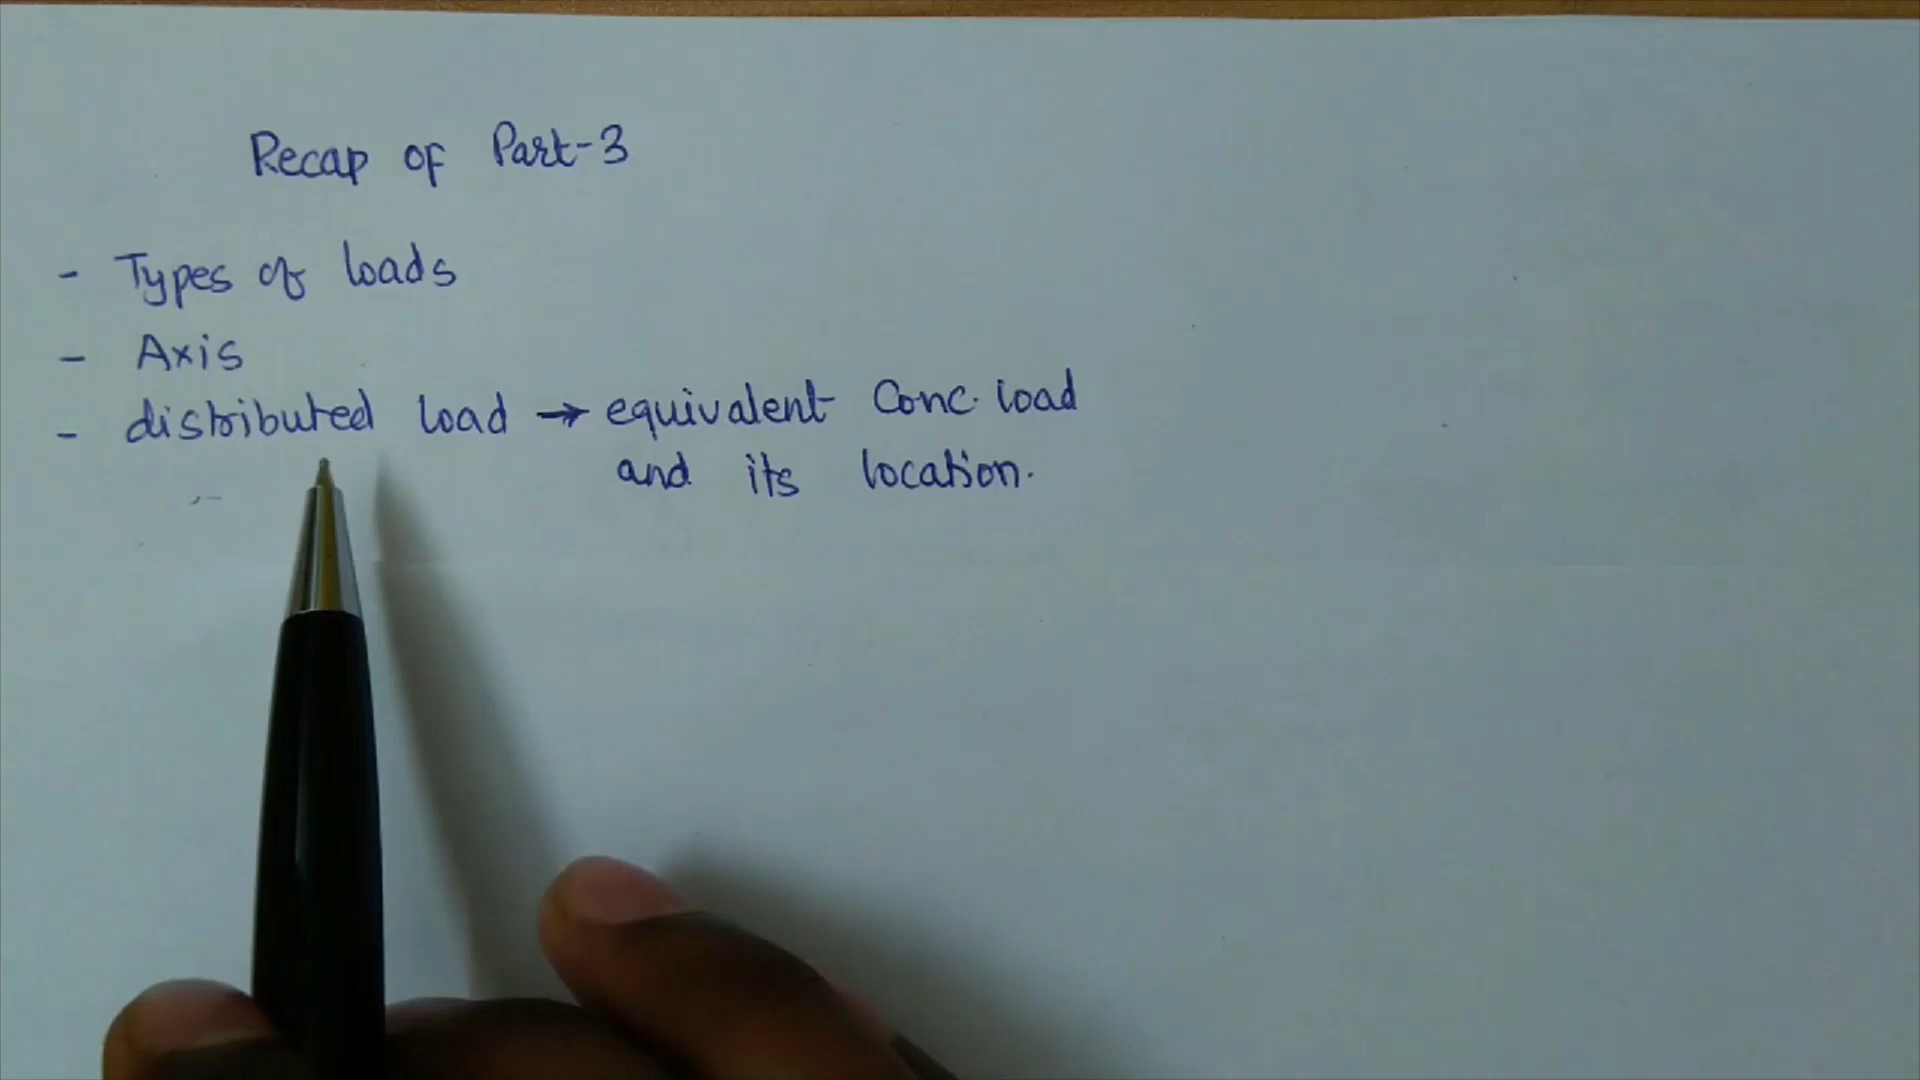 Recap of Part-3
- Types of loads
- Axis
- distributed load → equivalent Conc. load
and its location.